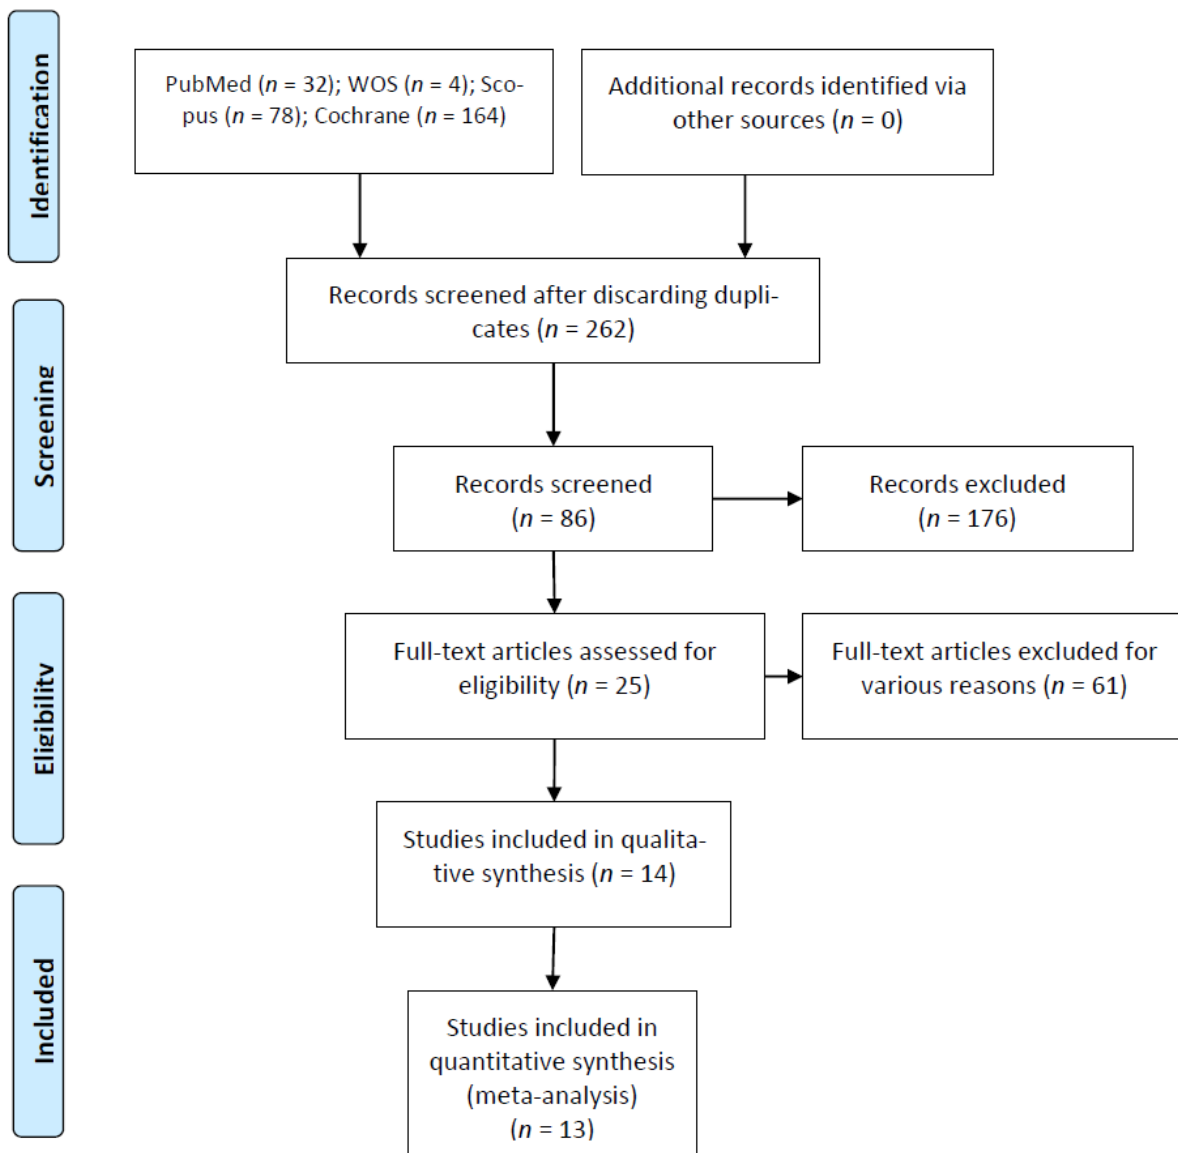 Identification
PubMed (n = 32); WOS (n = 4); Sco-
pus (n = 78); Cochrane (n = 164)
Additional records identified via
other sources (n = 0)
Records screened after discarding dupli-
cates (n = 262)
Screening
Records screened
(n = 86)
Records excluded
(n = 176)
Eligibility
Full-text articles assessed for
eligibility (n = 25)
Full-text articles excluded for
various reasons (n = 61)
Studies included in qualita-
tive synthesis (n = 14)
Included
Studies included in
quantitative synthesis
(meta-analysis)
(n = 13)